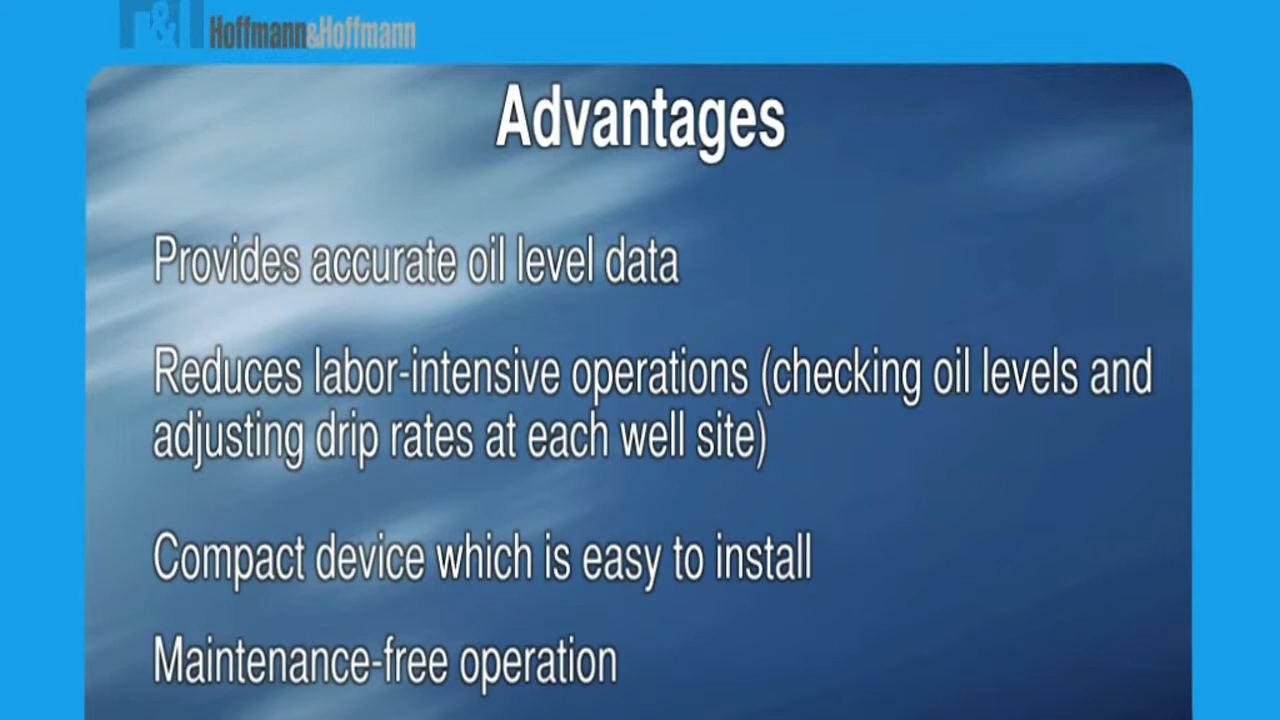 Hoffmann&Hoffmann
Advantages
Provides accurate oil level data
Reduces labor-intensive operations (checking oil levels and
adjusting drip rates at each well site)
Compact device which is easy to install
Maintenance-free operation